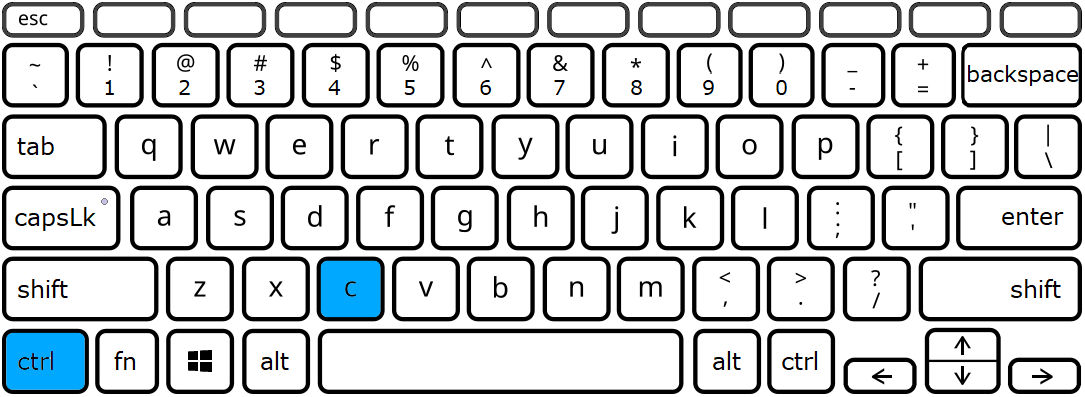 esc
~ ! @ # $ % ^ & * ( ) _ +
` 1 2 3 4 5 6 7 8 9 0 - = backspace
tab q w e r t y u i o p { [ } ] | \
capsLk a s d f g h j k l : ; " ' enter
shift z x c v b n m < , > . ? / shift
ctrl fn alt alt ctrl ← ↑ ↓ →